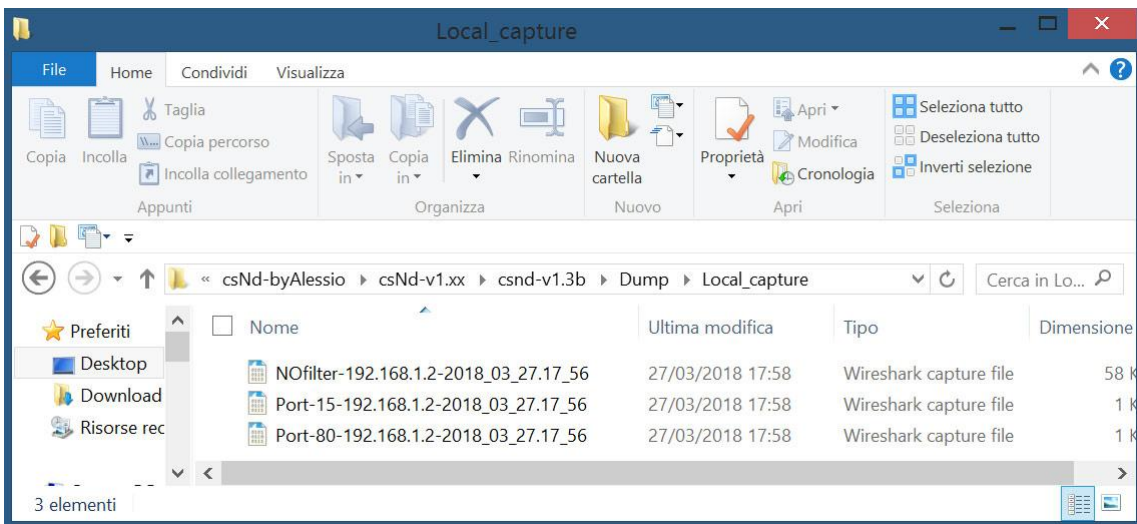 Local_capture
File Home Condividi Visualizza
Copia
Incolla
Taglia
Copia percorso
Incolla collegamento
Appunti
Sposta in
Copia in
Elimina
Rinomina
Organizza
Nuova cartella
Nuovo
Proprietà
Apri
Modifica
Cronologia
Apri
Seleziona tutto
Deseleziona tutto
Inverti selezione
Seleziona
« csNd-byAlessio csNd-v1.xx csnd-v1.3b Dump Local_capture
Cerca in Lo...
Preferiti
Desktop
Download
Risorse rec
Nome Ultima modifica Tipo Dimensione
NOfilter-192.168.1.2-2018_03_27.17_56 27/03/2018 17:58 Wireshark capture file 58 K
Port-15-192.168.1.2-2018_03_27.17_56 27/03/2018 17:58 Wireshark capture file 1 K
Port-80-192.168.1.2-2018_03_27.17_56 27/03/2018 17:58 Wireshark capture file 1 K
3 elementi